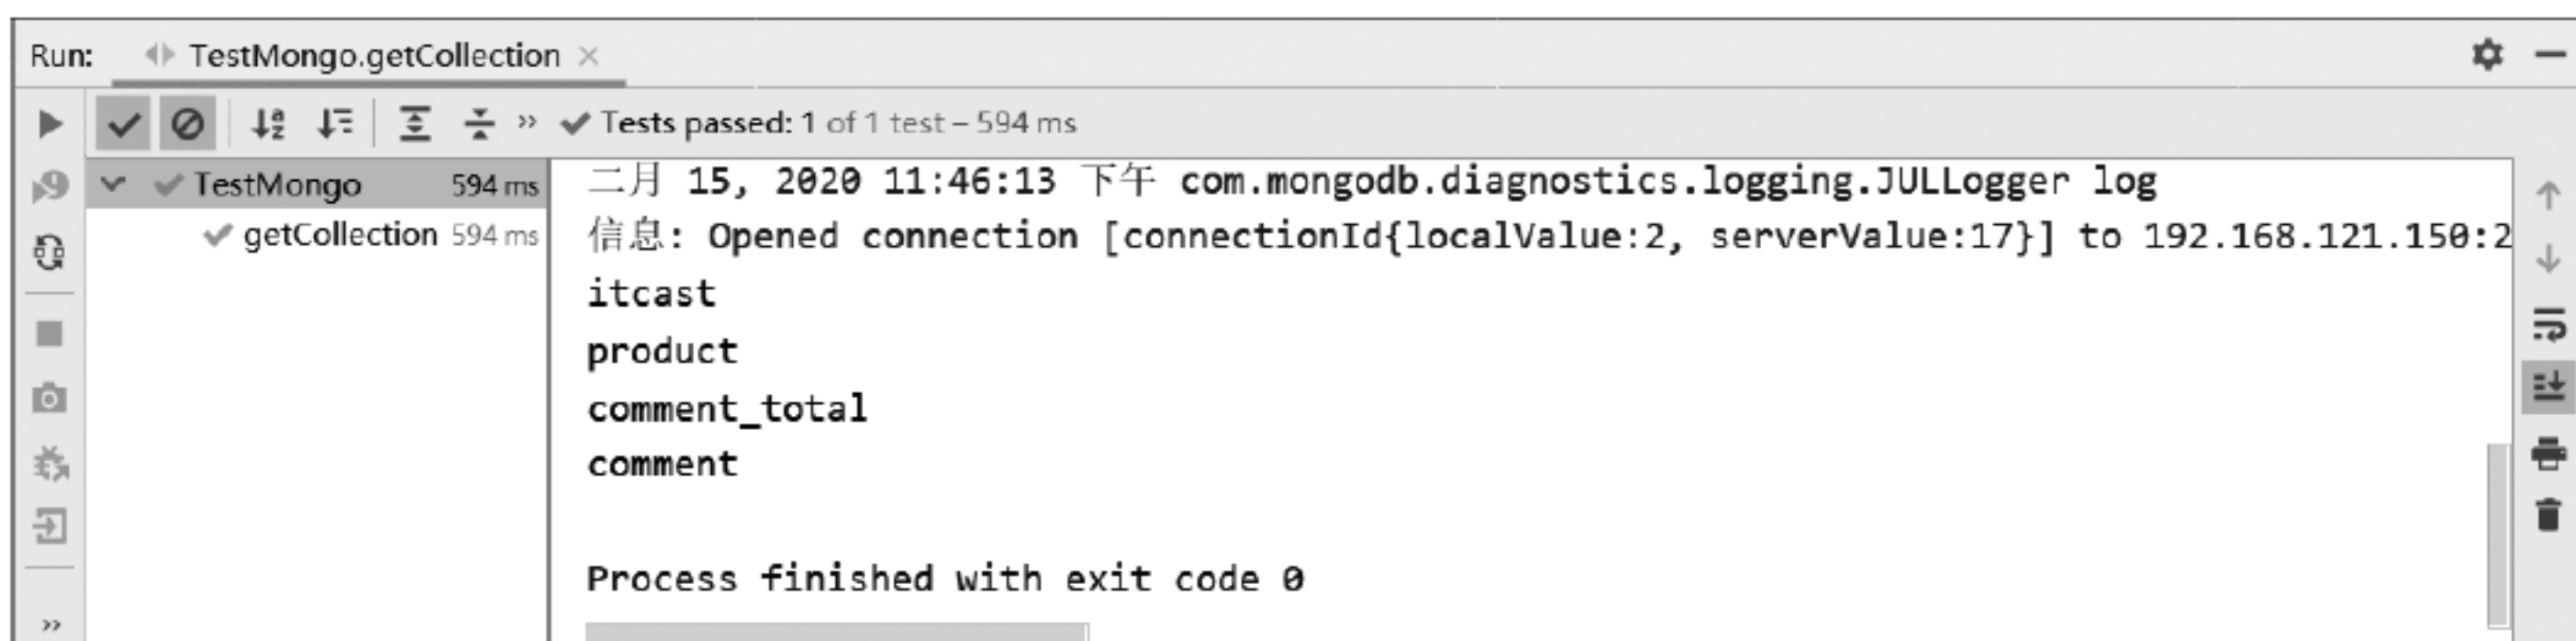 Run: TestMongo.getCollection
Tests passed: 1 of 1 test – 594 ms
TestMongo 594 ms
getCollection 594 ms
二月 15, 2020 11:46:13 下午 com.mongodb.diagnostics.logging.JULLogger log
信息: Opened connection [connectionId{localValue:2, serverValue:17}] to 192.168.121.150:2
itcast
product
comment_total
comment
Process finished with exit code 0